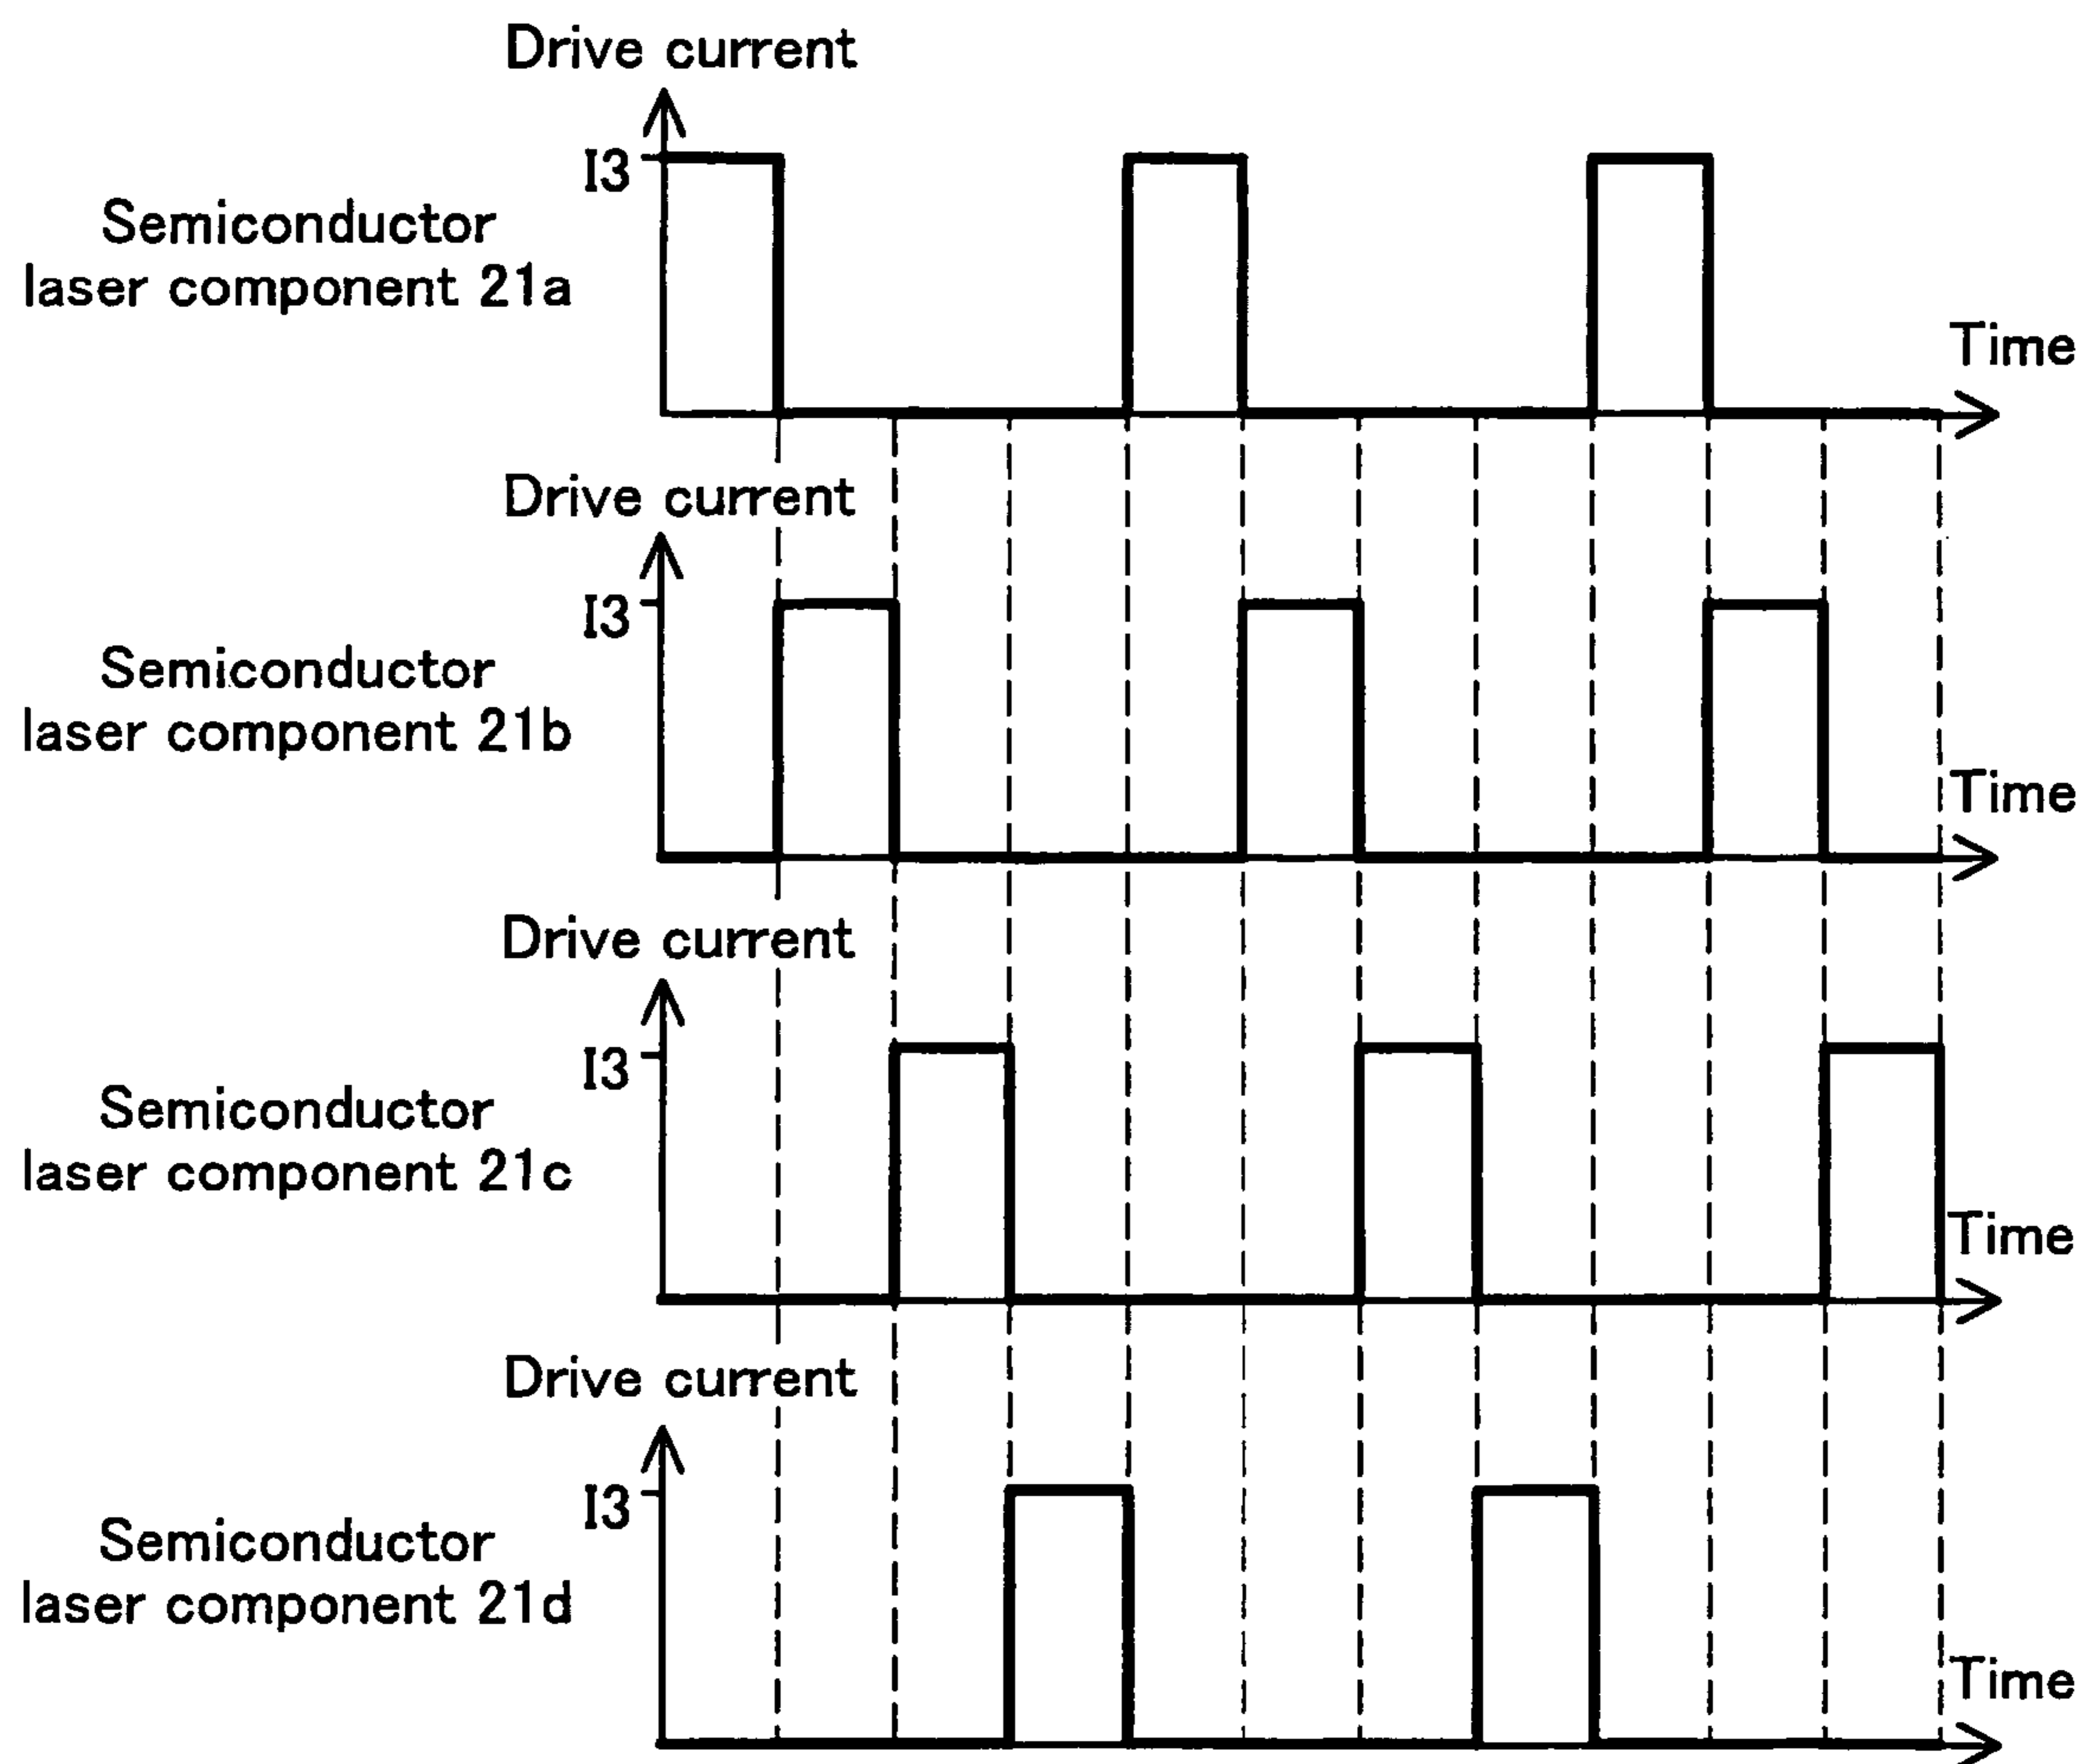 Drive current
I3
Semiconductor
laser component 21a
Time
Drive current
I3
Semiconductor
laser component 21b
Time
Drive current
I3
Semiconductor
laser component 21c
Time
Drive current
I3
Semiconductor
laser component 21d
Time